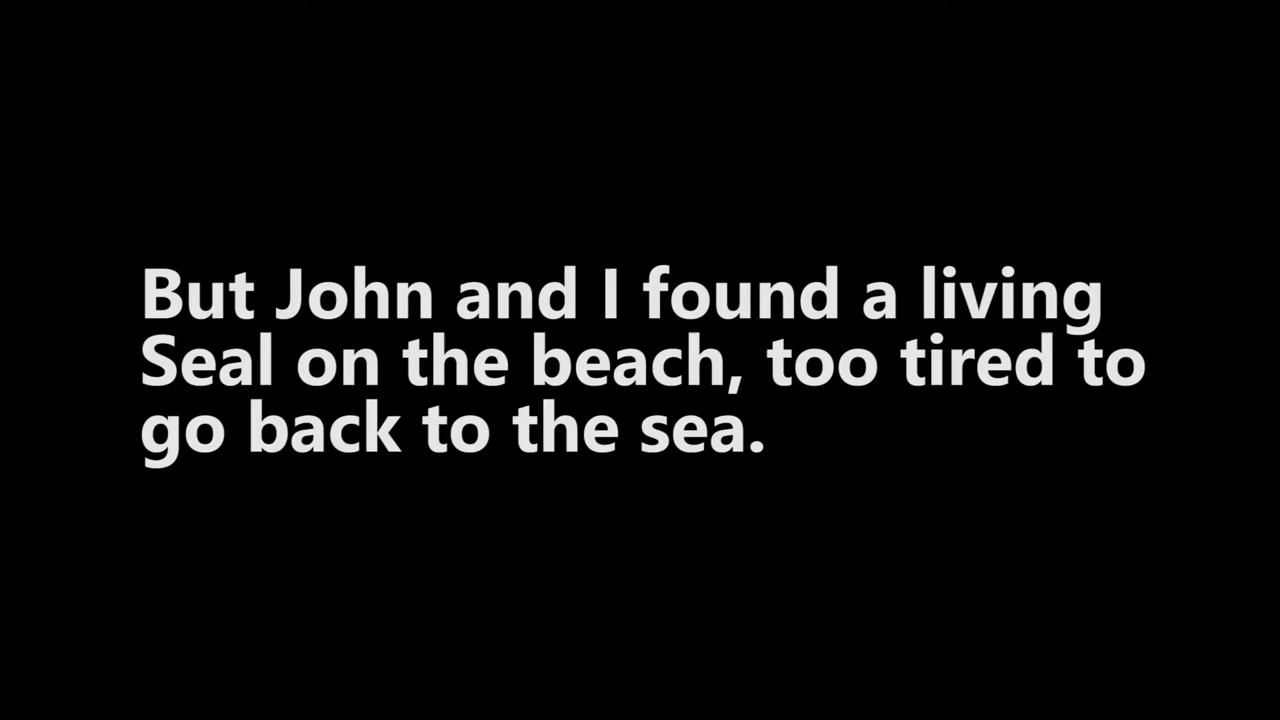 But John and I found a living
Seal on the beach, too tired to
go back to the sea.